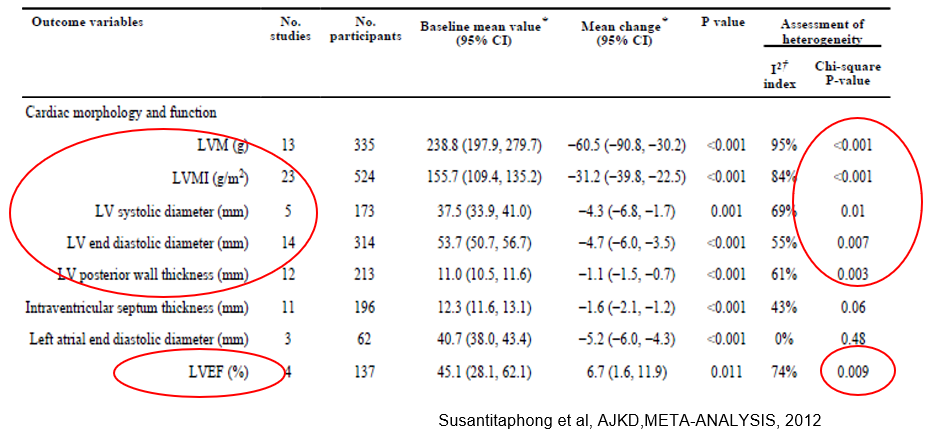 Outcome variables No. studies No. participants Baseline mean value* (95% CI) Mean change* (95% CI) P value Assessment of heterogeneity
I²† index Chi-square P-value
Cardiac morphology and function
LVM (g) 13 335 238.8 (197.9, 279.7) −60.5 (−90.8, −30.2) <0.001 95% <0.001
LVMI (g/m²) 23 524 155.7 (109.4, 135.2) −31.2 (−39.8, −22.5) <0.001 84% <0.001
LV systolic diameter (mm) 5 173 37.5 (33.9, 41.0) −4.3 (−6.8, −1.7) 0.001 69% 0.01
LV end diastolic diameter (mm) 14 314 53.7 (50.7, 56.7) −4.7 (−6.0, −3.5) <0.001 55% 0.007
LV posterior wall thickness (mm) 12 213 11.0 (10.5, 11.6) −1.1 (−1.5, −0.7) <0.001 61% 0.003
Intraventricular septum thickness (mm) 11 196 12.3 (11.6, 13.1) −1.6 (−2.1, −1.2) <0.001 43% 0.06
Left atrial end diastolic diameter (mm) 3 62 40.7 (38.0, 43.4) −5.2 (−6.0, −4.3) <0.001 0% 0.48
LVEF (%) 4 137 45.1 (28.1, 62.1) 6.7 (1.6, 11.9) 0.011 74% 0.009
Susantitaphong et al, AJKD,META-ANALYSIS, 2012